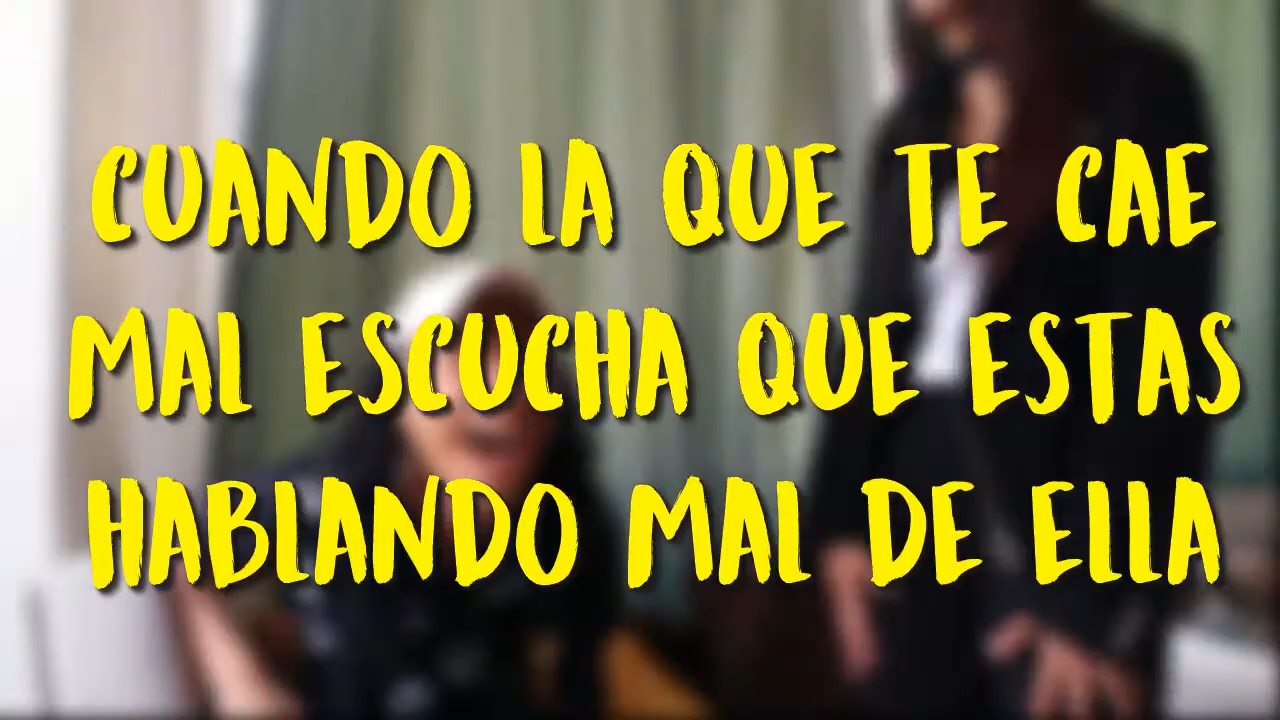 CUANDO LA QUE TE CAE
MAL ESCUCHA QUE ESTAS
HABLANDO MAL DE ELLA